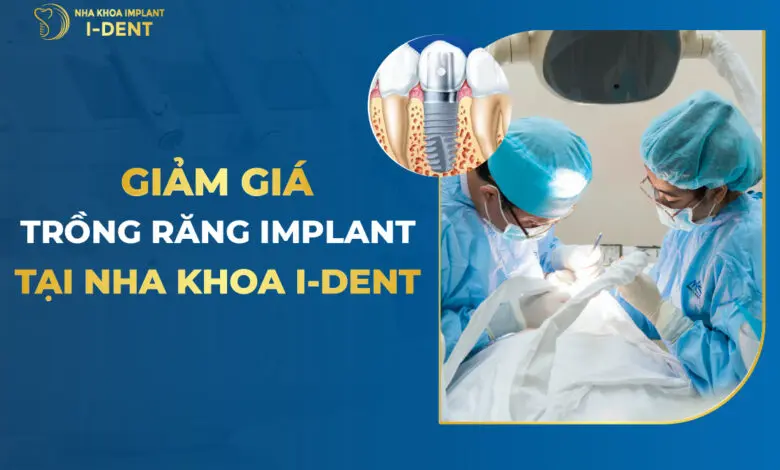 NHA KHOA IMPLANT
I-DENT
GIẢM GIÁ
TRỒNG RĂNG IMPLANT
TẠI NHA KHOA I-DENT